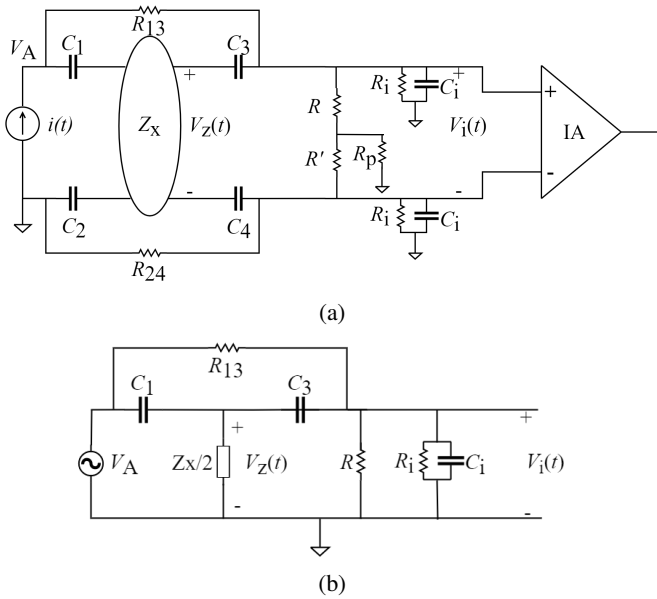 R13
VA
C1
C3
+
Ri
Ci
+
i(t)
Zx
Vz(t)
R
Vi(t)
+
IA
R′
Rp
-
-
-
C2
C4
Ri
Ci
R24
(a)
R13
C1
C3
+
+
VA
Zx/2
Vz(t)
R
Ri
Ci
Vi(t)
-
-
(b)